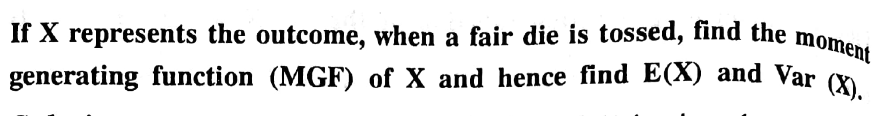 If X represents the outcome, when a fair die is tossed, find the moment
generating function (MGF) of X and hence find E(X) and Var (X).